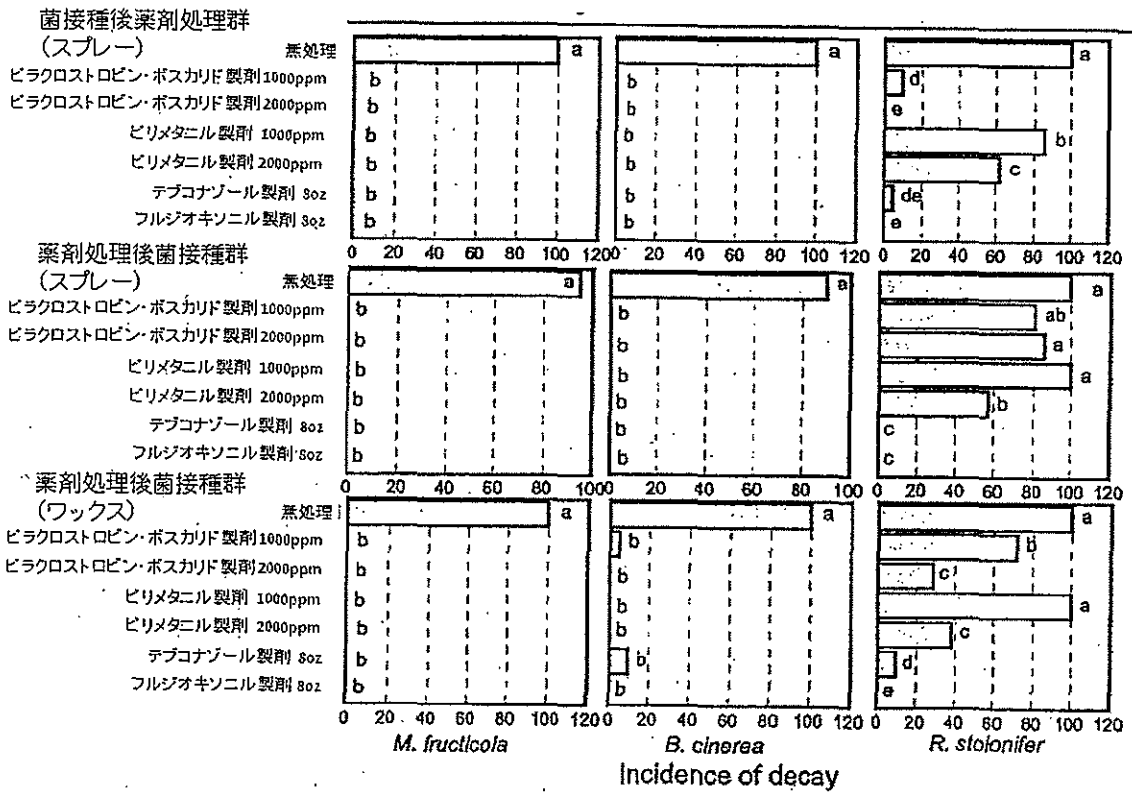 菌接種後薬剤処理群
(スプレー)
無処理 a a a
ピラクロストロビン・ボスカリド製剤1000ppm b b d
ピラクロストロビン・ボスカリド製剤2000ppm b b e
ピリメタニル製剤 1000ppm b b b
ピリメタニル製剤 2000ppm b b c
テブコナゾール製剤 8oz b b de
フルジオキソニル製剤 8oz b b e
0 20 40 60 80 100 120 0 20 40 60 80 100 120 0 20 40 60 80 100 120
薬剤処理後菌接種群
(スプレー)
無処理 a a a
ピラクロストロビン・ボスカリド製剤1000ppm b b ab
ピラクロストロビン・ボスカリド製剤2000ppm b b a
ピリメタニル製剤 1000ppm b b a
ピリメタニル製剤 2000ppm b b b
テブコナゾール製剤 8oz b b c
フルジオキソニル製剤 8oz b b c
0 20 40 60 80 100 0 20 40 60 80 100 0 20 40 60 80 100 120
薬剤処理後菌接種群
(ワックス)
無処理 a a a
ピラクロストロビン・ボスカリド製剤1000ppm b b b
ピラクロストロビン・ボスカリド製剤2000ppm b b c
ピリメタニル製剤 1000ppm b b a
ピリメタニル製剤 2000ppm b b c
テブコナゾール製剤 8oz b b d
フルジオキソニル製剤 8oz b b e
0 20 40 60 80 100 120 0 20 40 60 80 100 120 0 20 40 60 80 100 120
M. fructicola B. cinerea R. stolonifer
Incidence of decay